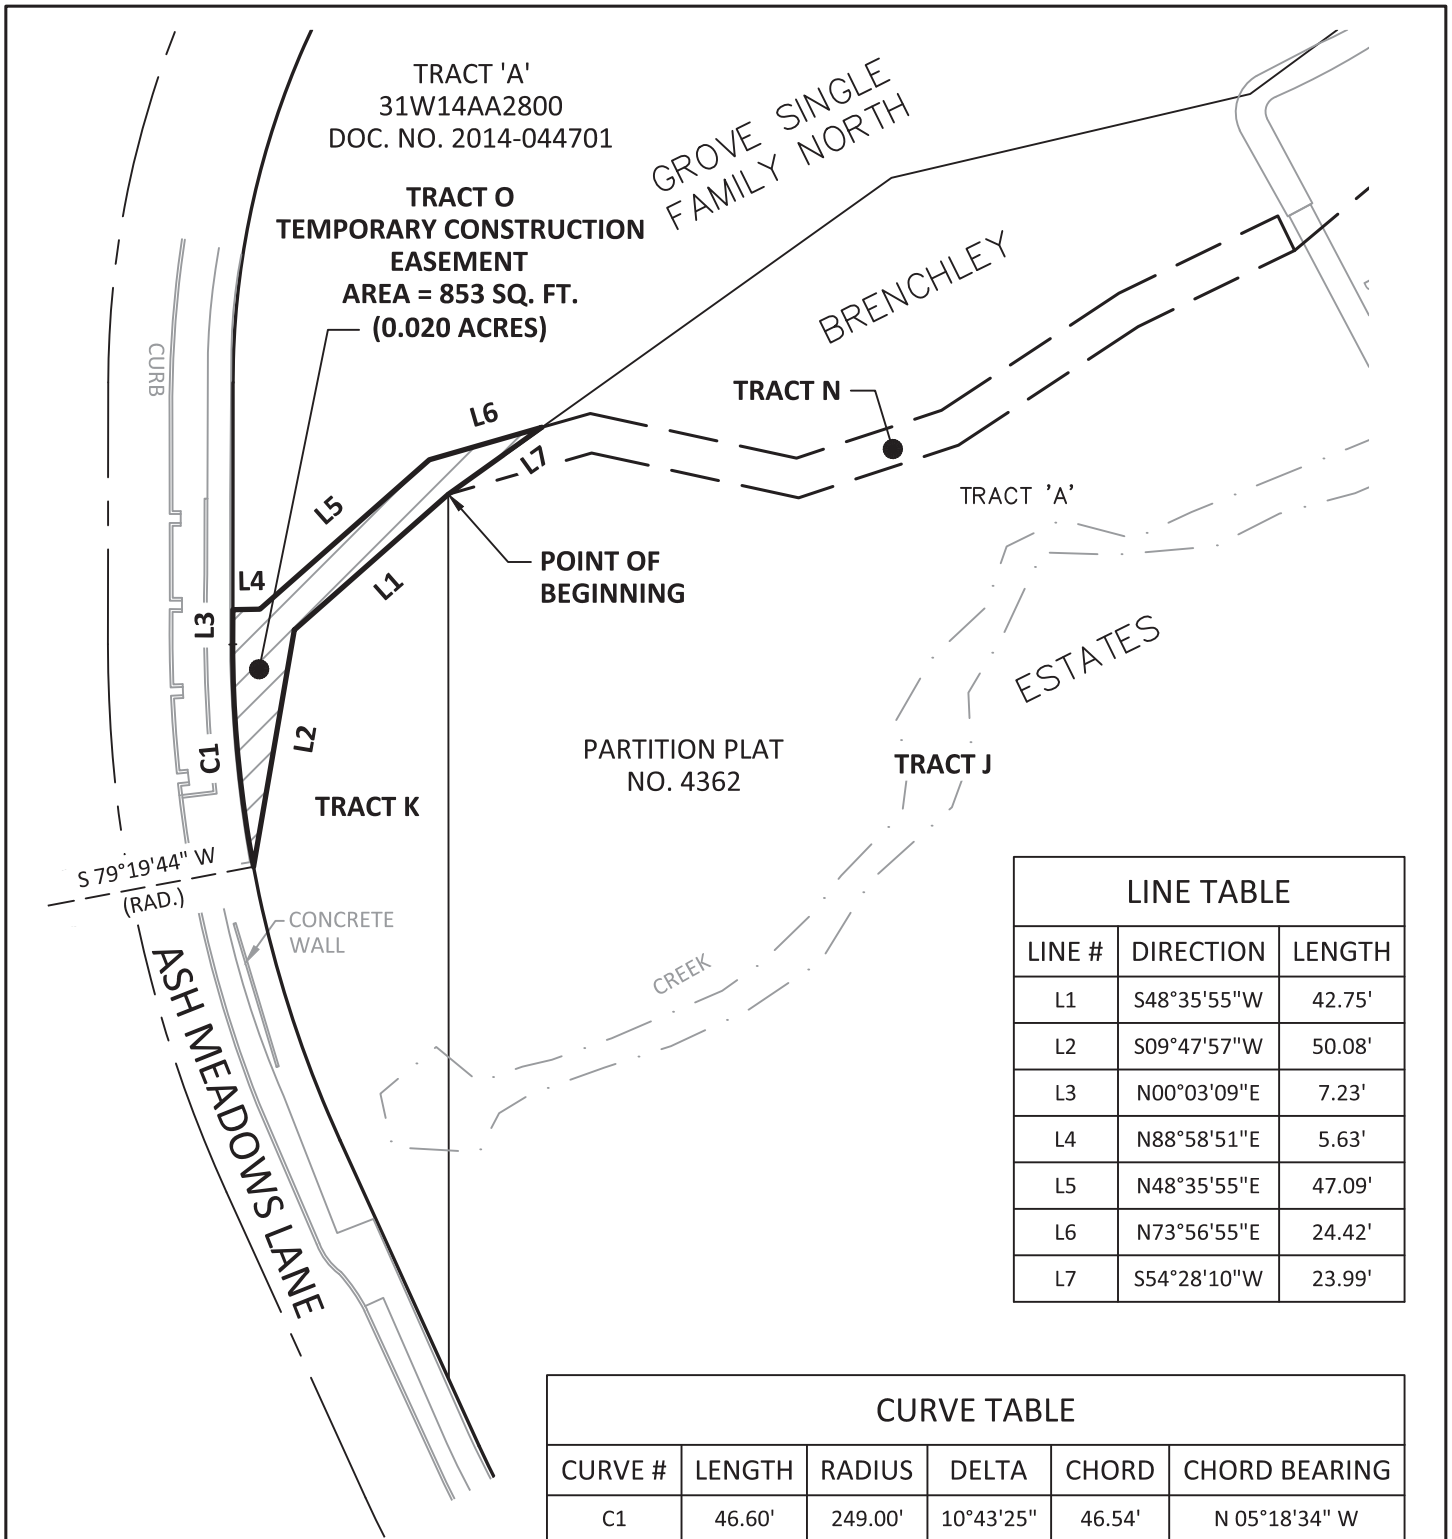 TRACT 'A'
31W14AA2800
DOC. NO. 2014-044701
GROVE SINGLE
FAMILY NORTH
TRACT O
TEMPORARY CONSTRUCTION
EASEMENT
AREA = 853 SQ. FT.
(0.020 ACRES)
BRENCHLEY
CURB
TRACT N
L6
L7
TRACT 'A'
L5
POINT OF
BEGINNING
L4
L1
L3
ESTATES
L2
C1
PARTITION PLAT
NO. 4362
TRACT J
TRACT K
S 79°19'44" W
(RAD.)
CONCRETE
WALL
CREEK
ASH MEADOWS LANE
LINE TABLE
LINE # DIRECTION LENGTH
L1 S48°35'55"W 42.75'
L2 S09°47'57"W 50.08'
L3 N00°03'09"E 7.23'
L4 N88°58'51"E 5.63'
L5 N48°35'55"E 47.09'
L6 N73°56'55"E 24.42'
L7 S54°28'10"W 23.99'
CURVE TABLE
CURVE # LENGTH RADIUS DELTA CHORD CHORD BEARING
C1 46.60' 249.00' 10°43'25" 46.54' N 05°18'34" W